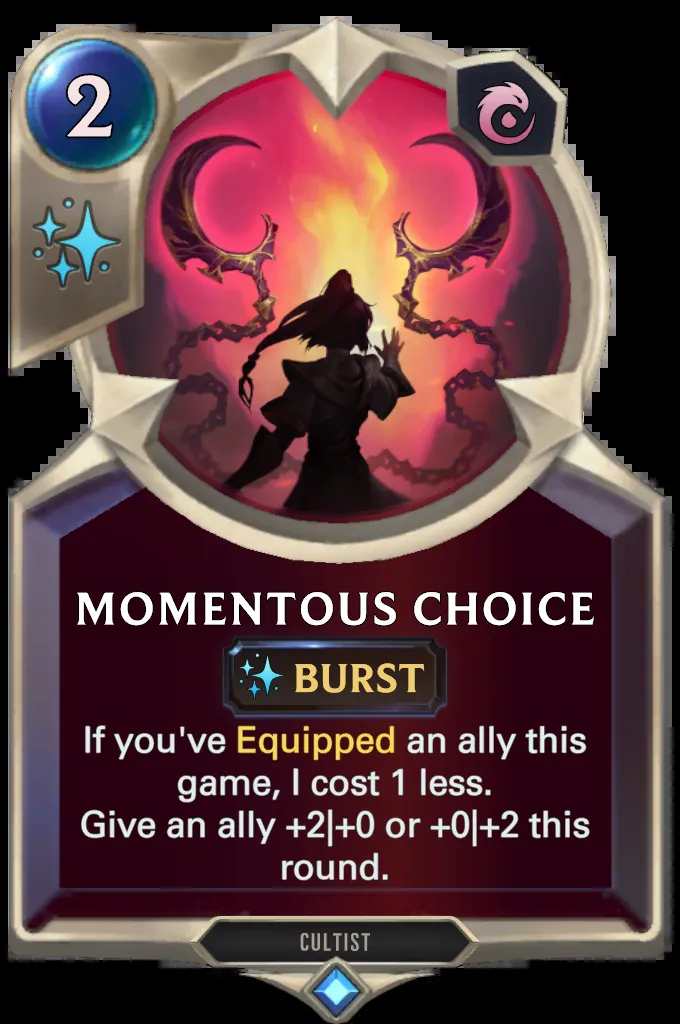 2
MOMENTOUS CHOICE
BURST
If you've Equipped an ally this
game, I cost 1 less.
Give an ally +2|+0 or +0|+2 this
round.
CULTIST